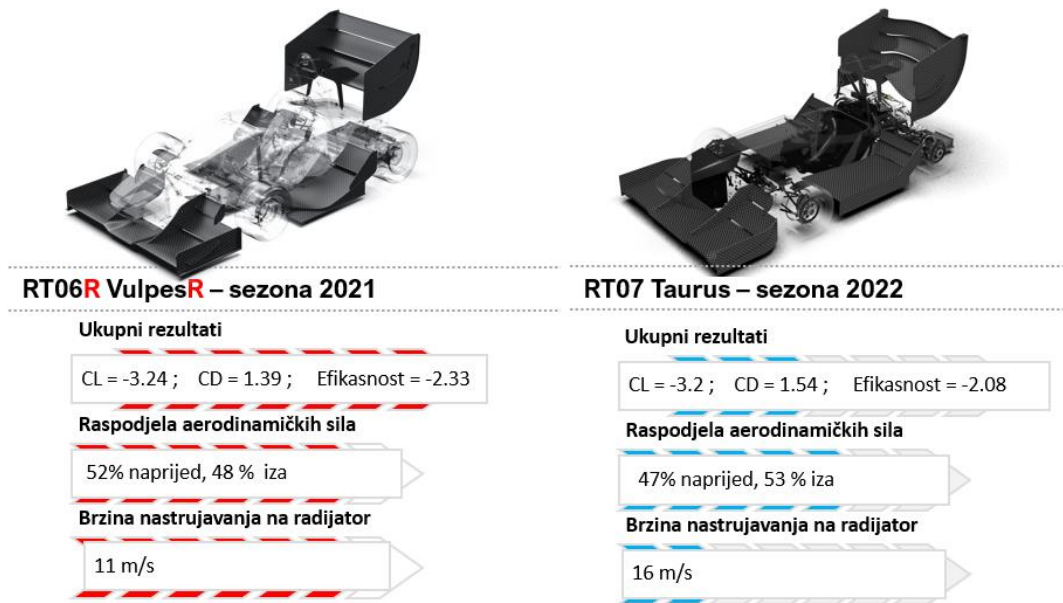 RT06R VulpesR – sezona 2021
Ukupni rezultati
CL = -3.24 ; CD = 1.39 ; Efikasnost = -2.33
Raspodjela aerodinamičkih sila
52% naprijed, 48 % iza
Brzina nastrujavanja na radijator
11 m/s
RT07 Taurus – sezona 2022
Ukupni rezultati
CL = -3.2 ; CD = 1.54 ; Efikasnost = -2.08
Raspodjela aerodinamičkih sila
47% naprijed, 53 % iza
Brzina nastrujavanja na radijator
16 m/s